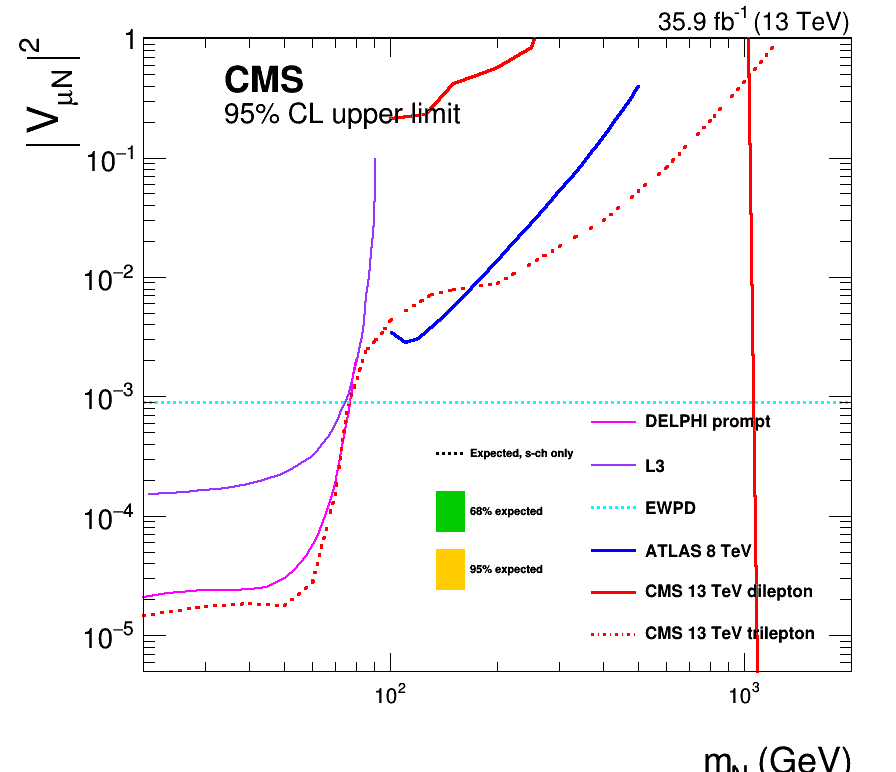 35.9 fb⁻¹ (13 TeV)
|V_μN|²
CMS
95% CL upper limit
1
10⁻¹
10⁻²
10⁻³
10⁻⁴
10⁻⁵
Expected, s-ch only
68% expected
95% expected
DELPHI prompt
L3
EWPD
ATLAS 8 TeV
CMS 13 TeV dilepton
CMS 13 TeV trilepton
10² 10³
m_N (GeV)